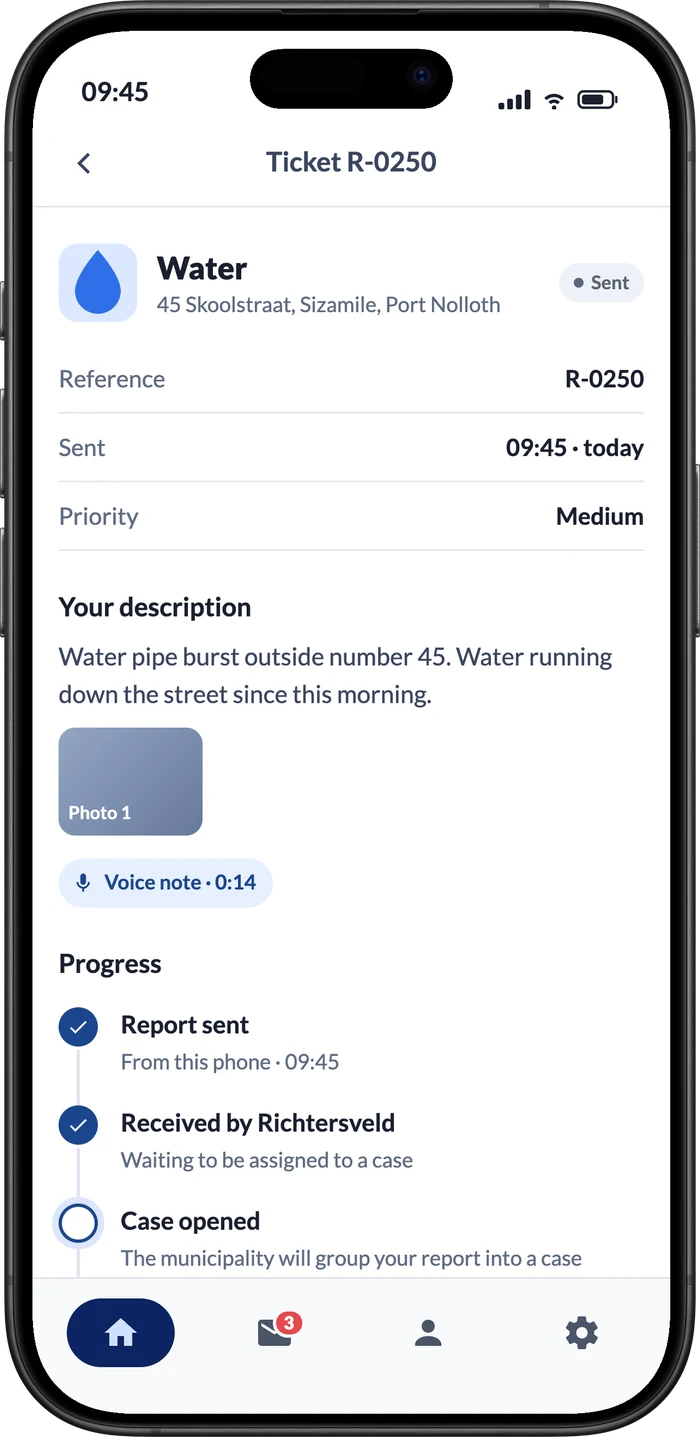 09:45
Ticket R-0250
Water
45 Skoolstraat, Sizamile, Port Nolloth
Sent
Reference
R-0250
Sent
09:45 · today
Priority
Medium
Your description
Water pipe burst outside number 45. Water running
down the street since this morning.
Photo 1
Voice note · 0:14
Progress
Report sent
From this phone · 09:45
Received by Richtersveld
Waiting to be assigned to a case
Case opened
The municipality will group your report into a case
3